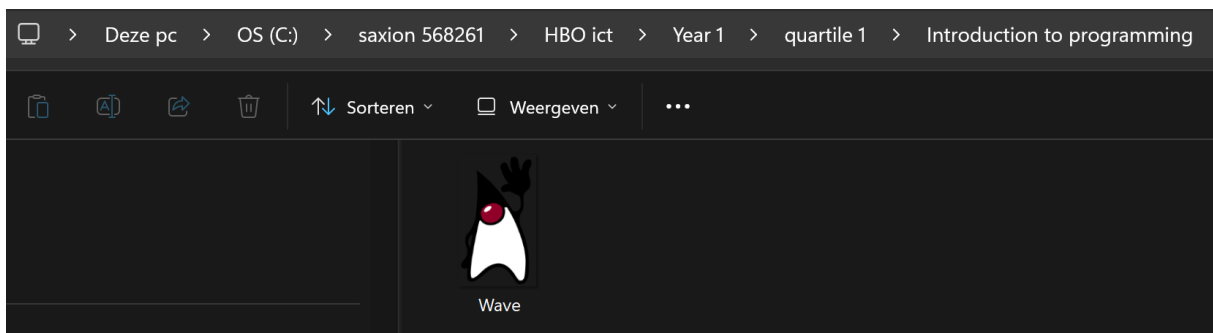 Deze pc > OS (C:) > saxion 568261 > HBO ict > Year 1 > quartile 1 > Introduction to programming
Sorteren Weergeven
Wave